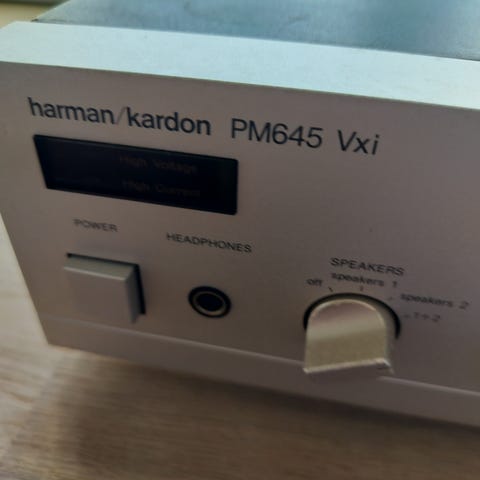 harman/kardon PM645 Vxi
High Voltage
High Current
POWER
HEADPHONES
SPEAKERS
off
speakers 1
speakers 2
1+2